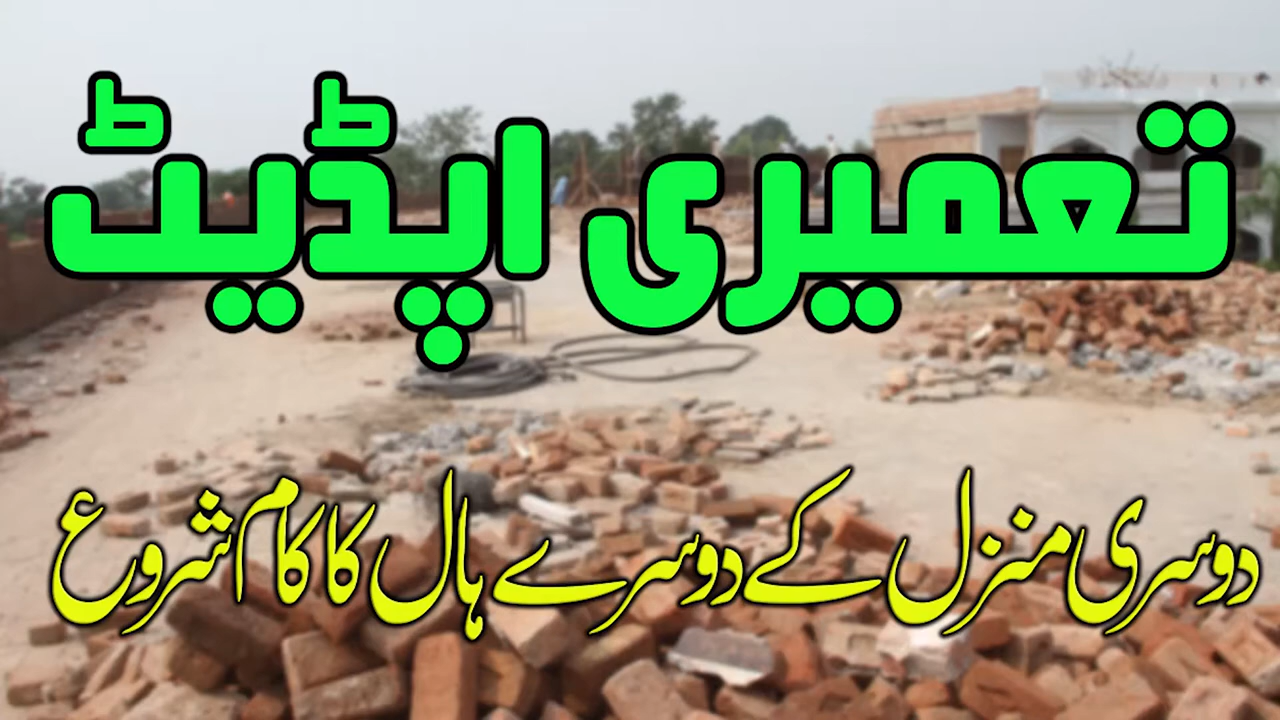 تعمیری اپڈیٹ
دوسری منزل کے دوسرے ہال کا کام شروع